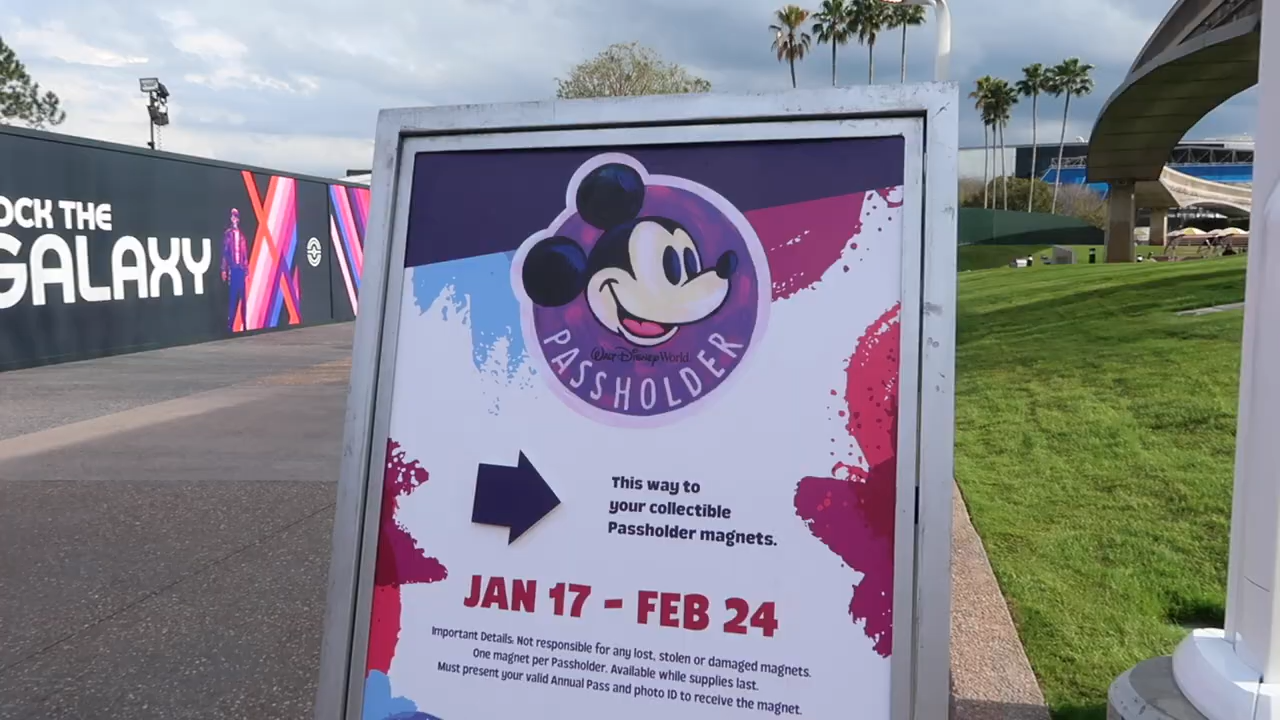 OCK THE
GALAXY
Walt Disney World
PASSHOLDER
This way to
your collectible
Passholder magnets.
JAN 17 - FEB 24
Important Details. Not responsible for any lost, stolen or damaged magnets.
One magnet per Passholder. Available while supplies last.
Must present your valid Annual Pass and photo ID to receive the magnet.